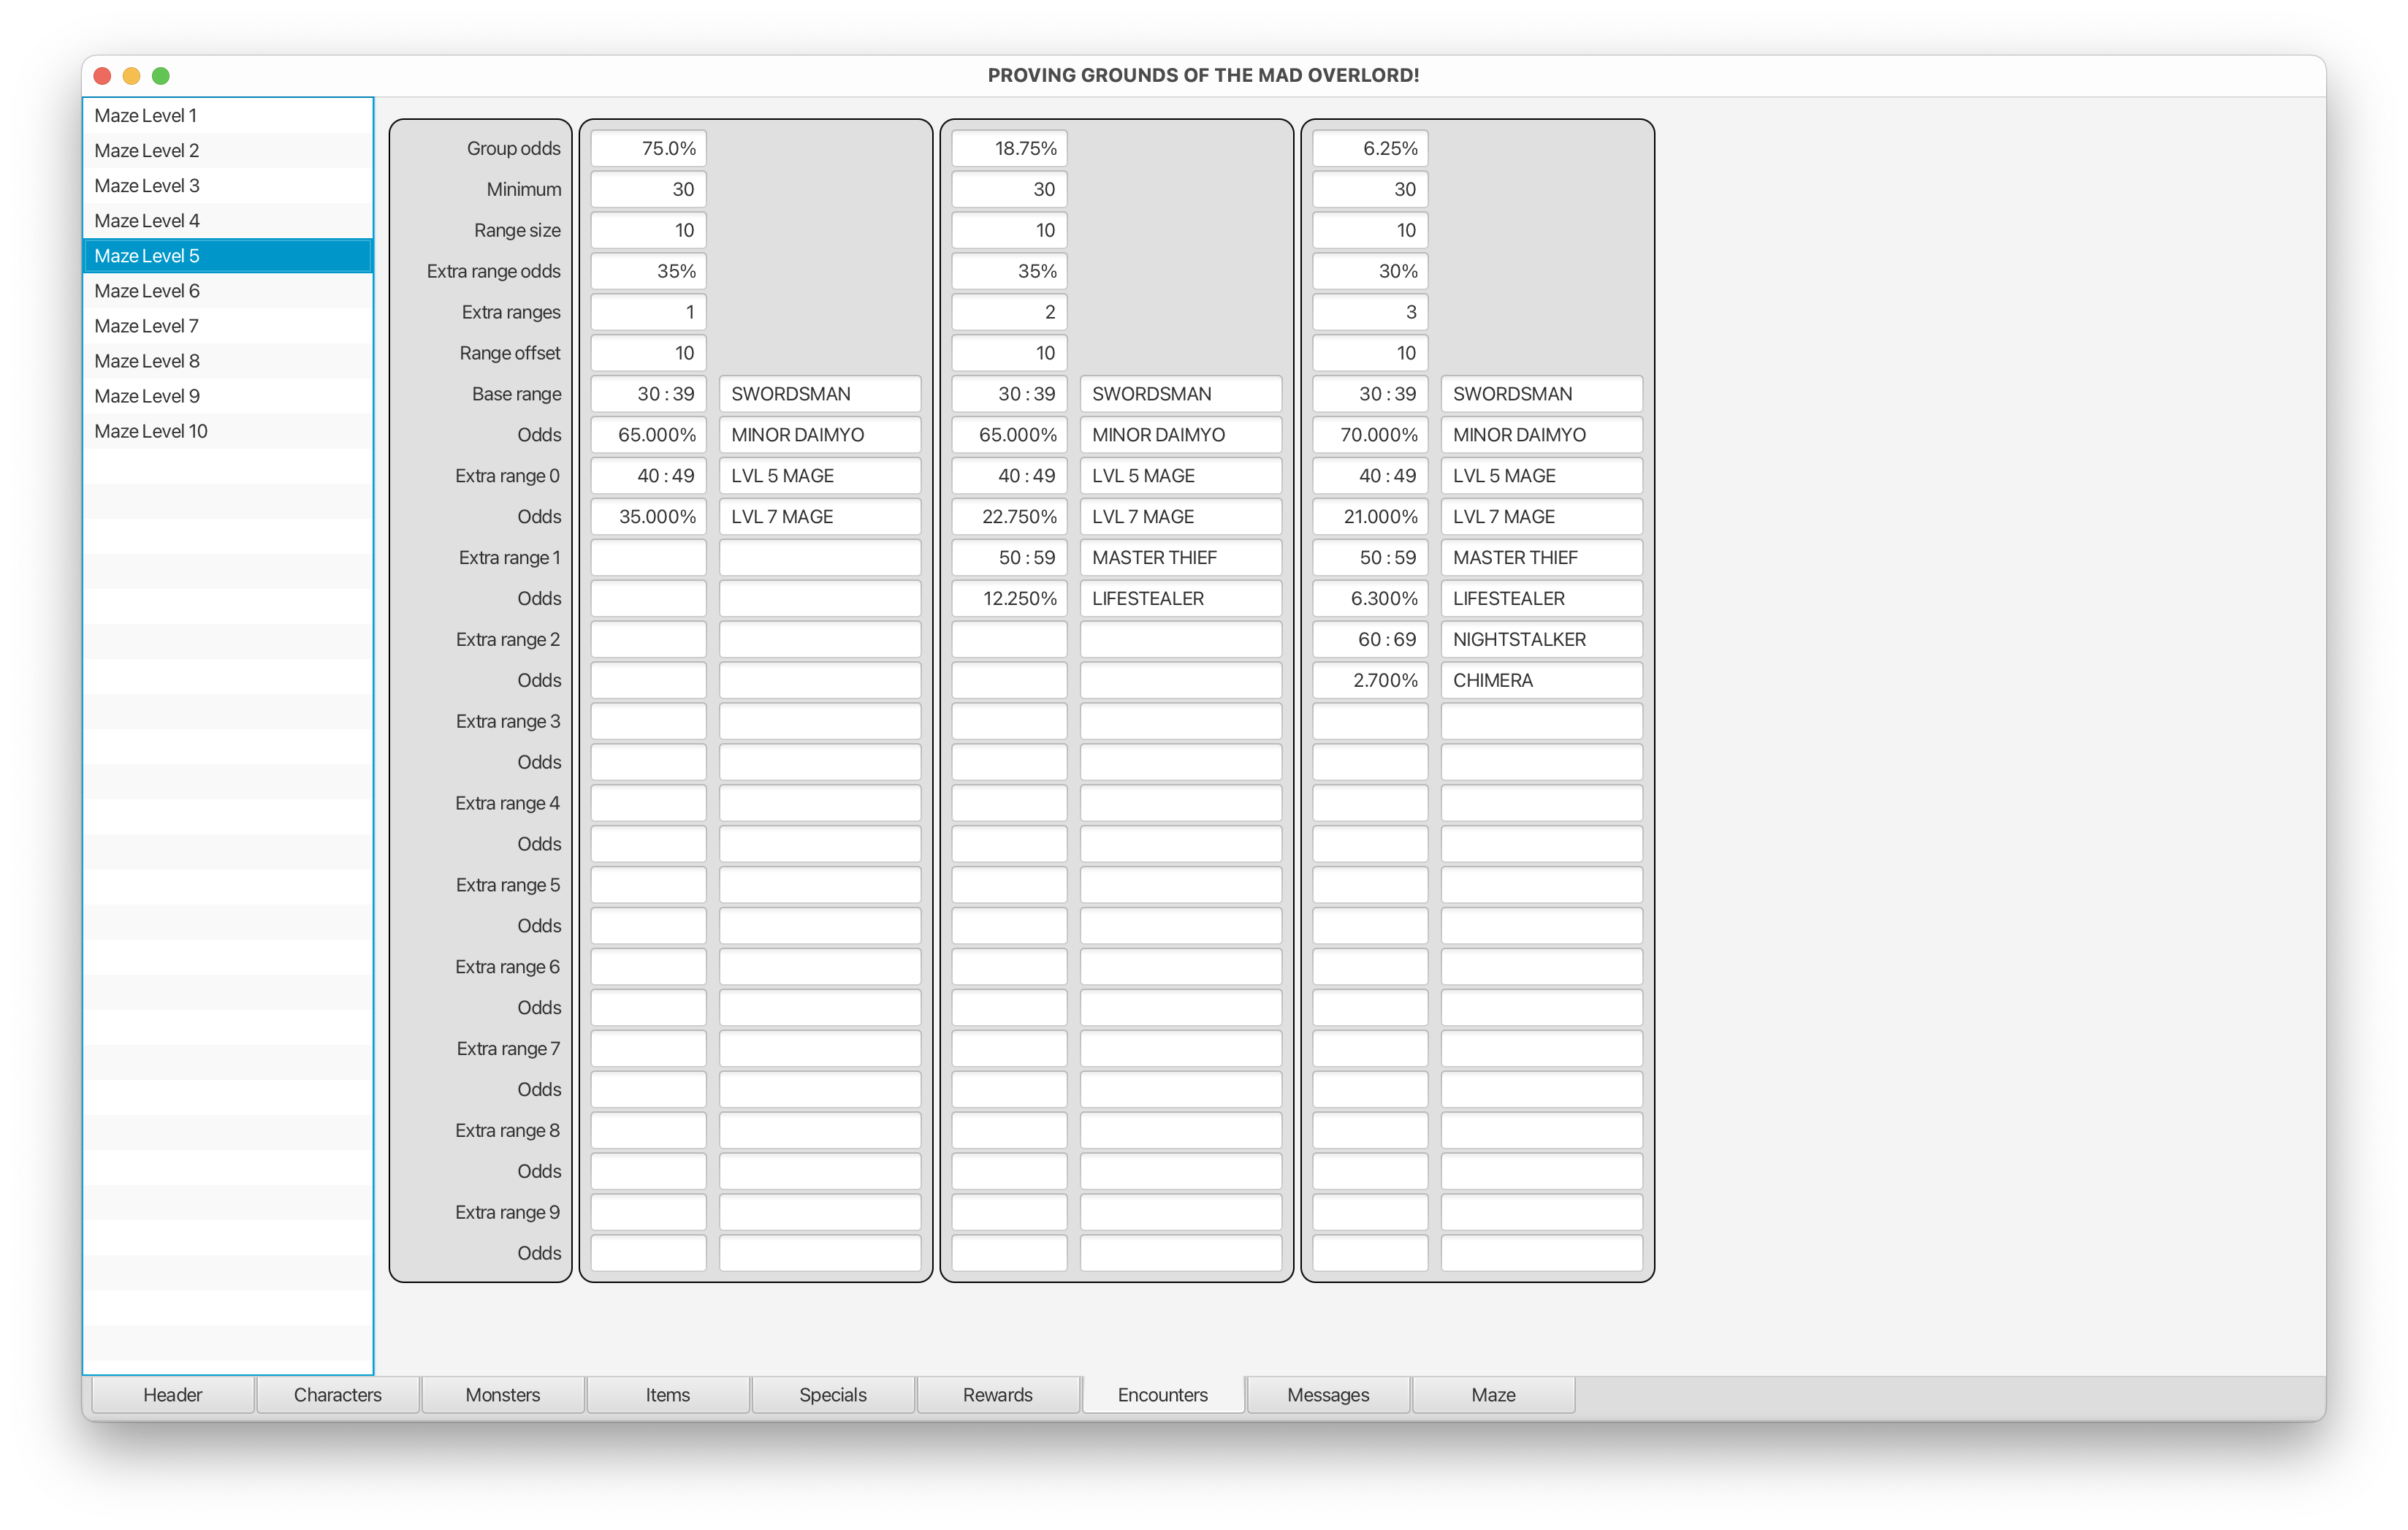 PROVING GROUNDS OF THE MAD OVERLORD!
Maze Level 1
Maze Level 2
Maze Level 3
Maze Level 4
Maze Level 5
Maze Level 6
Maze Level 7
Maze Level 8
Maze Level 9
Maze Level 10
Group odds 75.0% 18.75% 6.25%
Minimum 30 30 30
Range size 10 10 10
Extra range odds 35% 35% 30%
Extra ranges 1 2 3
Range offset 10 10 10
Base range 30 : 39 SWORDSMAN 30 : 39 SWORDSMAN 30 : 39 SWORDSMAN
Odds 65.000% MINOR DAIMYO 65.000% MINOR DAIMYO 70.000% MINOR DAIMYO
Extra range 0 40 : 49 LVL 5 MAGE 40 : 49 LVL 5 MAGE 40 : 49 LVL 5 MAGE
Odds 35.000% LVL 7 MAGE 22.750% LVL 7 MAGE 21.000% LVL 7 MAGE
Extra range 1 50 : 59 MASTER THIEF 50 : 59 MASTER THIEF
Odds 12.250% LIFESTEALER 6.300% LIFESTEALER
Extra range 2 60 : 69 NIGHTSTALKER
Odds 2.700% CHIMERA
Extra range 3
Odds
Extra range 4
Odds
Extra range 5
Odds
Extra range 6
Odds
Extra range 7
Odds
Extra range 8
Odds
Extra range 9
Odds
Header Characters Monsters Items Specials Rewards Encounters Messages Maze